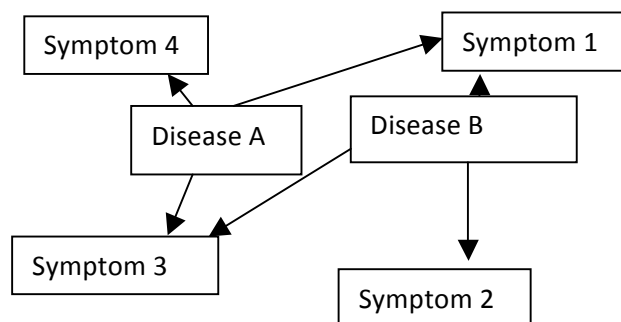 Symptom 4
Symptom 1
Disease A
Disease B
Symptom 3
Symptom 2